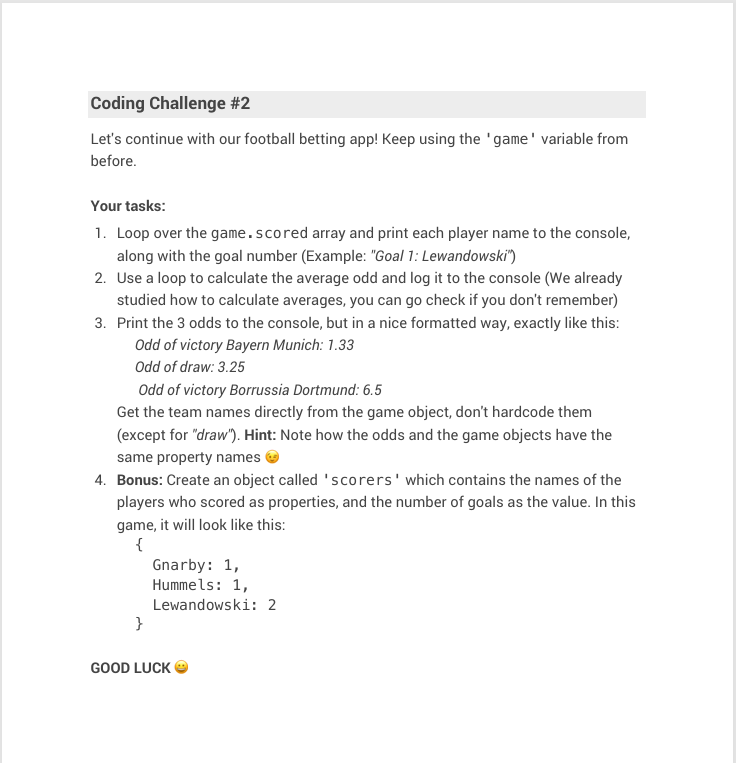 Coding Challenge #2
Let's continue with our football betting app! Keep using the 'game' variable from
before.
Your tasks:
1. Loop over the game.scored array and print each player name to the console,
along with the goal number (Example: "Goal 1: Lewandowski")
2. Use a loop to calculate the average odd and log it to the console (We already
studied how to calculate averages, you can go check if you don't remember)
3. Print the 3 odds to the console, but in a nice formatted way, exactly like this:
Odd of victory Bayern Munich: 1.33
Odd of draw: 3.25
Odd of victory Borrussia Dortmund: 6.5
Get the team names directly from the game object, don't hardcode them
(except for "draw"). Hint: Note how the odds and the game objects have the
same property names 😉
4. Bonus: Create an object called 'scorers' which contains the names of the
players who scored as properties, and the number of goals as the value. In this
game, it will look like this:
{
Gnarby: 1,
Hummels: 1,
Lewandowski: 2
}
GOOD LUCK 😀